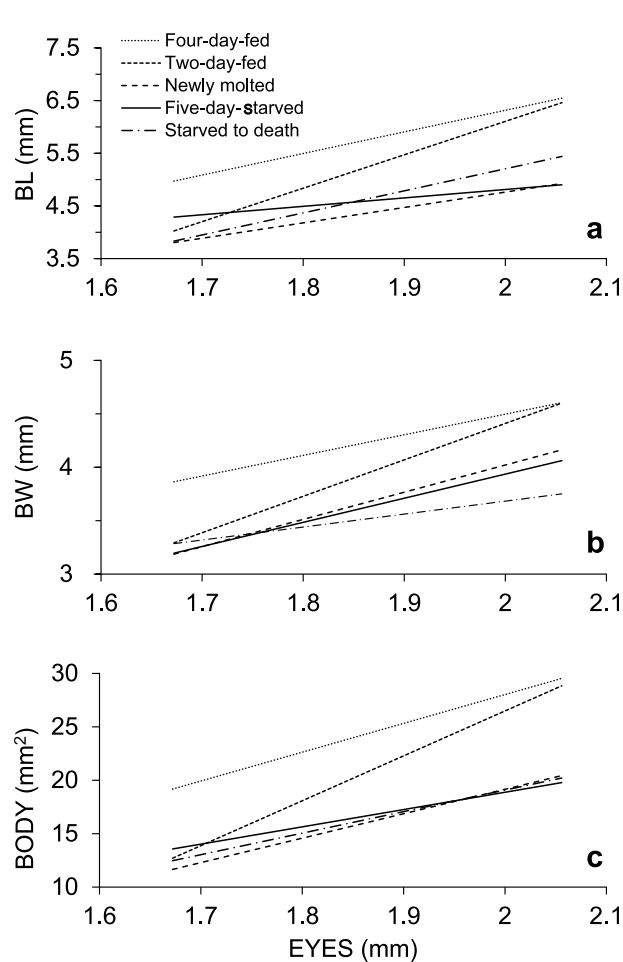 Four-day-fed
Two-day-fed
Newly molted
Five-day-starved
Starved to death
7.5
6.5
5.5
4.5
3.5
BL (mm)
a
1.6 1.7 1.8 1.9 2 2.1
5
4
3
BW (mm)
b
1.6 1.7 1.8 1.9 2 2.1
30
25
20
15
10
BODY (mm²)
c
1.6 1.7 1.8 1.9 2 2.1
EYES (mm)